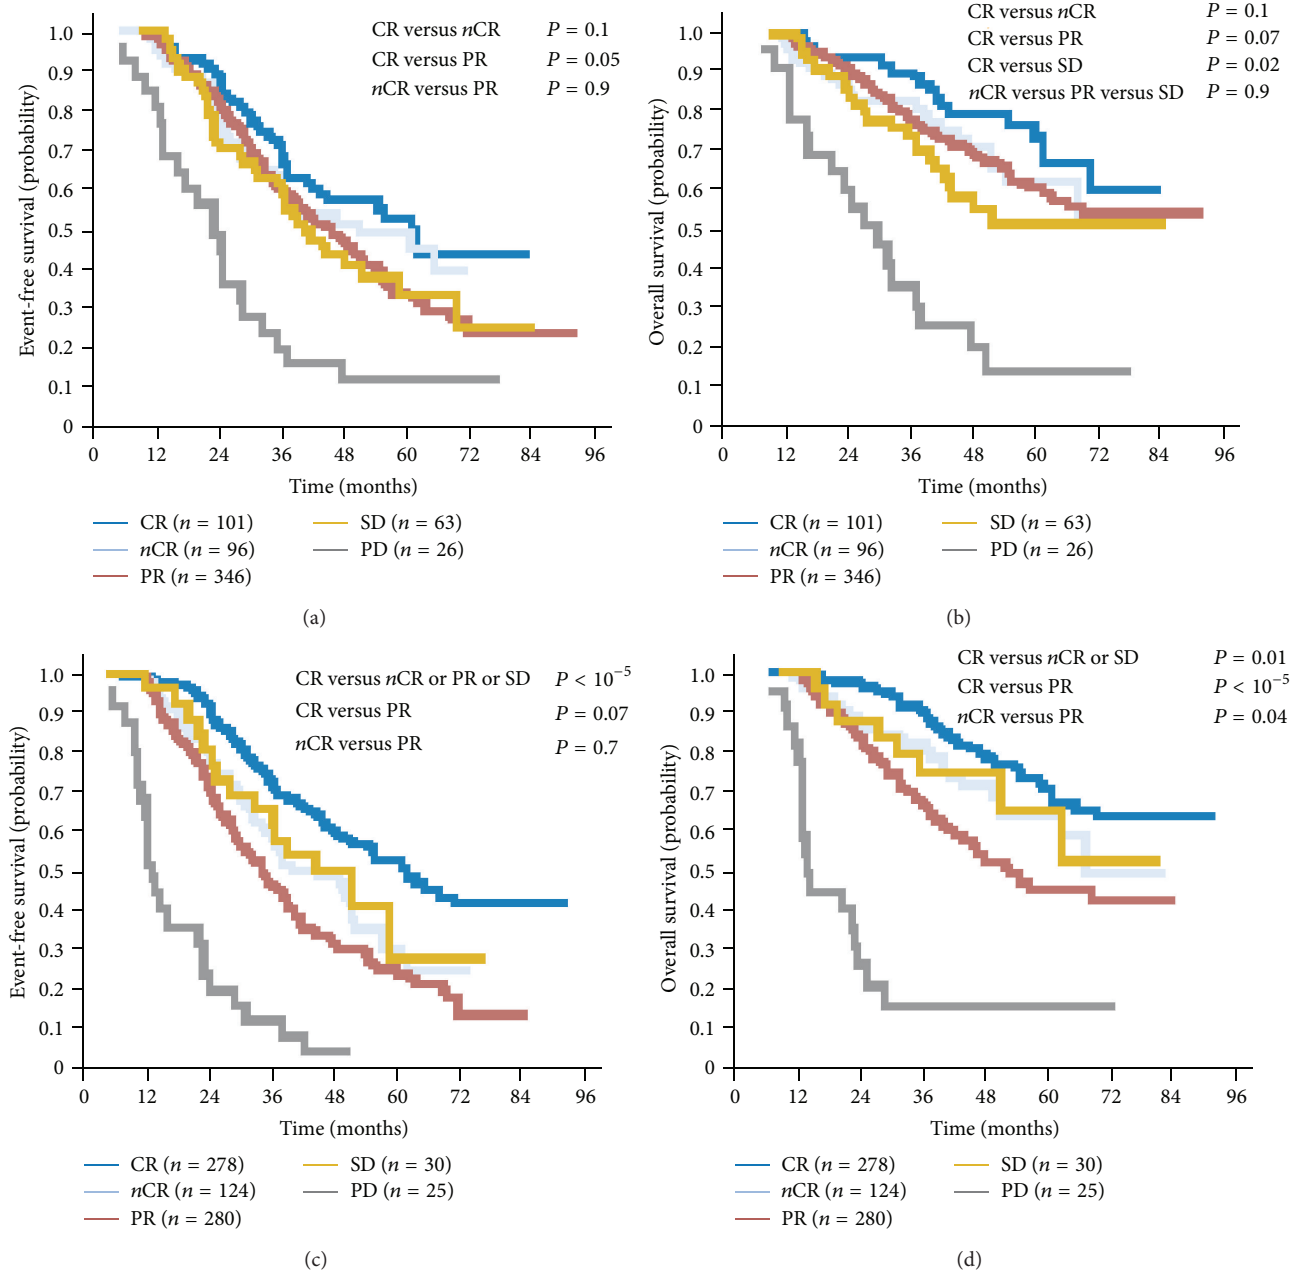 CR versus nCR P = 0.1
CR versus PR P = 0.05
nCR versus PR P = 0.9
Event-free survival (probability)
1.0
0.9
0.8
0.7
0.6
0.5
0.4
0.3
0.2
0.1
0
0 12 24 36 48 60 72 84 96
Time (months)
CR (n = 101) SD (n = 63)
nCR (n = 96) PD (n = 26)
PR (n = 346)
(a)
CR versus nCR P = 0.1
CR versus PR P = 0.07
CR versus SD P = 0.02
nCR versus PR versus SD P = 0.9
Overall survival (probability)
1.0
0.9
0.8
0.7
0.6
0.5
0.4
0.3
0.2
0.1
0
0 12 24 36 48 60 72 84 96
Time (months)
CR (n = 101) SD (n = 63)
nCR (n = 96) PD (n = 26)
PR (n = 346)
(b)
CR versus nCR or PR or SD P < 10⁻⁵
CR versus PR P = 0.07
nCR versus PR P = 0.7
Event-free survival (probability)
1.0
0.9
0.8
0.7
0.6
0.5
0.4
0.3
0.2
0.1
0
0 12 24 36 48 60 72 84 96
Time (months)
CR (n = 278) SD (n = 30)
nCR (n = 124) PD (n = 25)
PR (n = 280)
(c)
CR versus nCR or SD P = 0.01
CR versus PR P < 10⁻⁵
nCR versus PR P = 0.04
Overall survival (probability)
1.0
0.9
0.8
0.7
0.6
0.5
0.4
0.3
0.2
0.1
0
0 12 24 36 48 60 72 84 96
Time (months)
CR (n = 278) SD (n = 30)
nCR (n = 124) PD (n = 25)
PR (n = 280)
(d)